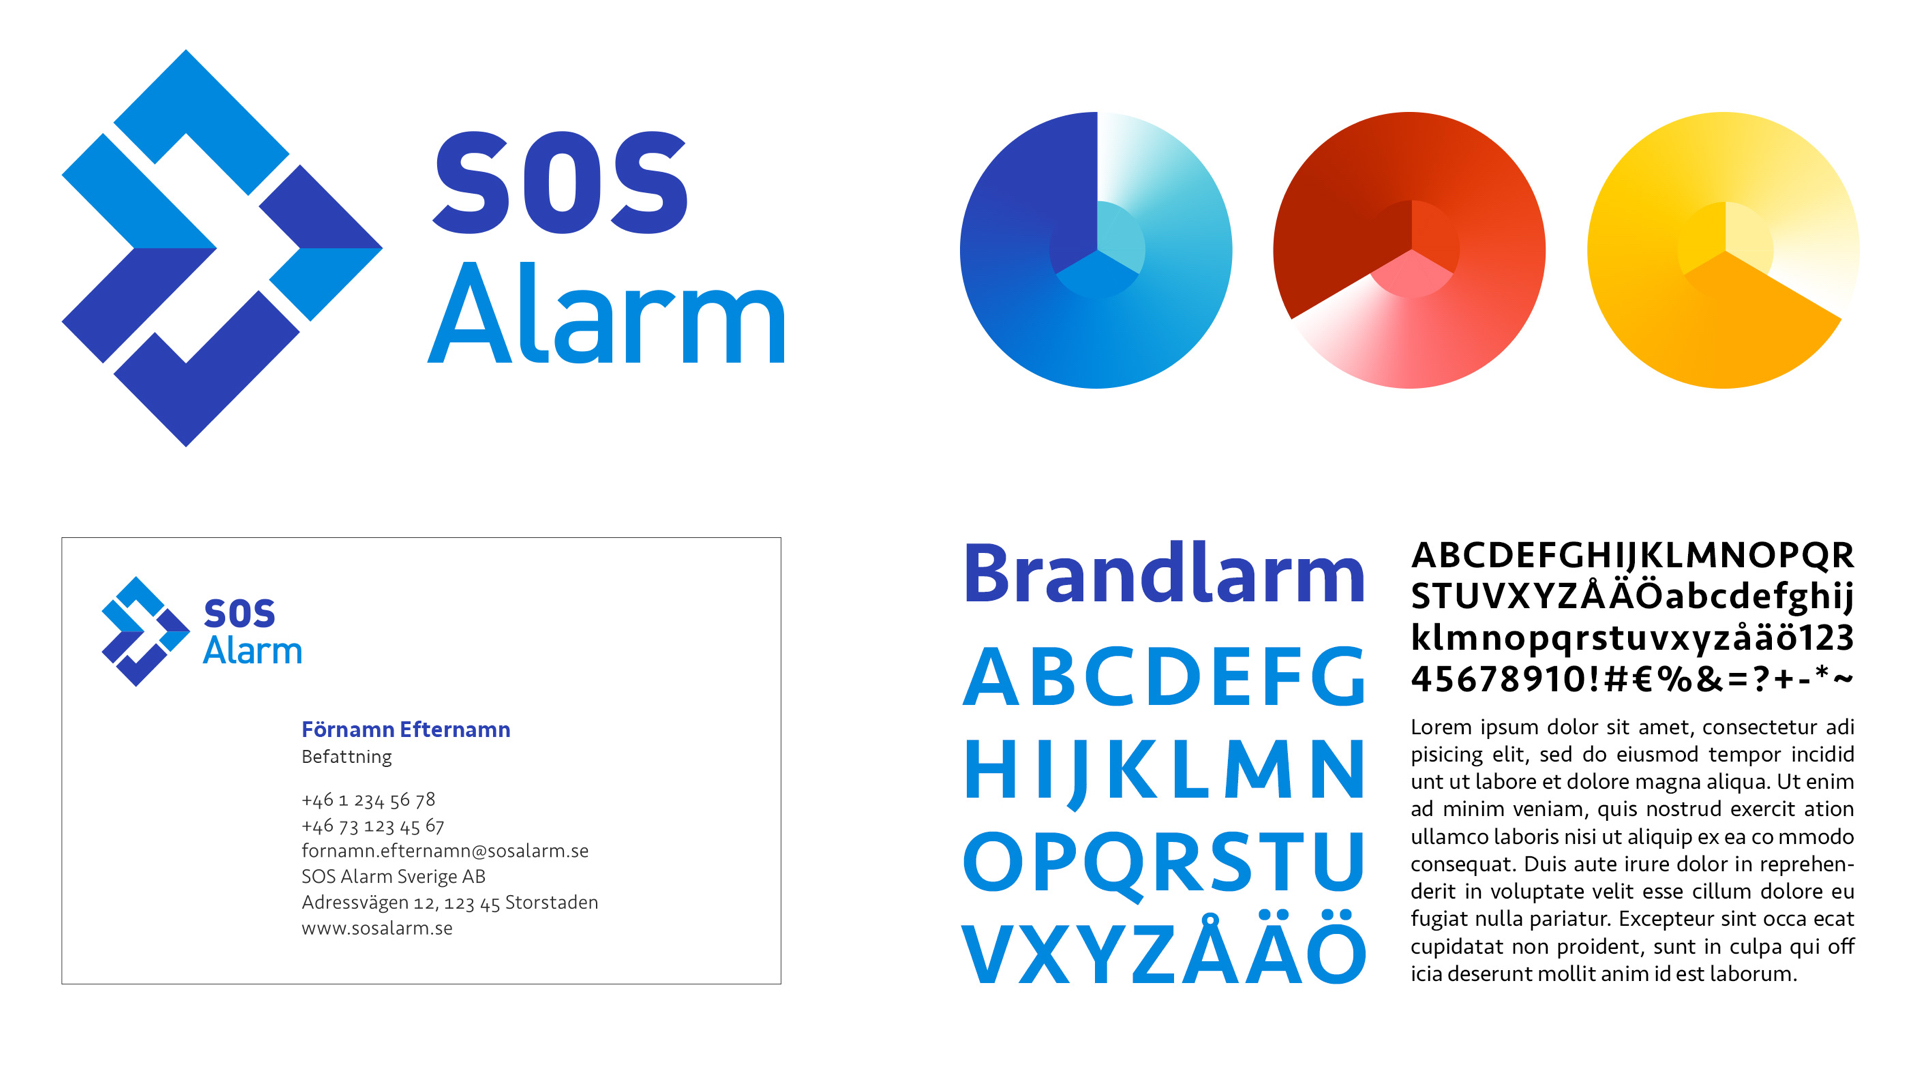 SOS
Alarm
SOS
Alarm
Förnamn Efternamn
Befattning
+46 1 234 56 78
+46 73 123 45 67
fornamn.efternamn@sosalarm.se
SOS Alarm Sverige AB
Adressvägen 12, 123 45 Storstaden
www.sosalarm.se
Brandlarm
ABCDEFG
HIJKLMN
OPQRSTU
VXYZÅÄÖ
ABCDEFGHIJKLMNOPQR
STUVXYZÅÄÖabcdefghij
klmnopqrstuvxyzåäö123
45678910!#€%&=?+-*~
Lorem ipsum dolor sit amet, consectetur adi
pisicing elit, sed do eiusmod tempor incidid
unt ut labore et dolore magna aliqua. Ut enim
ad minim veniam, quis nostrud exercit ation
ullamco laboris nisi ut aliquip ex ea co mmodo
consequat. Duis aute irure dolor in reprehen-
derit in voluptate velit esse cillum dolore eu
fugiat nulla pariatur. Excepteur sint occa ecat
cupidatat non proident, sunt in culpa qui off
icia deserunt mollit anim id est laborum.